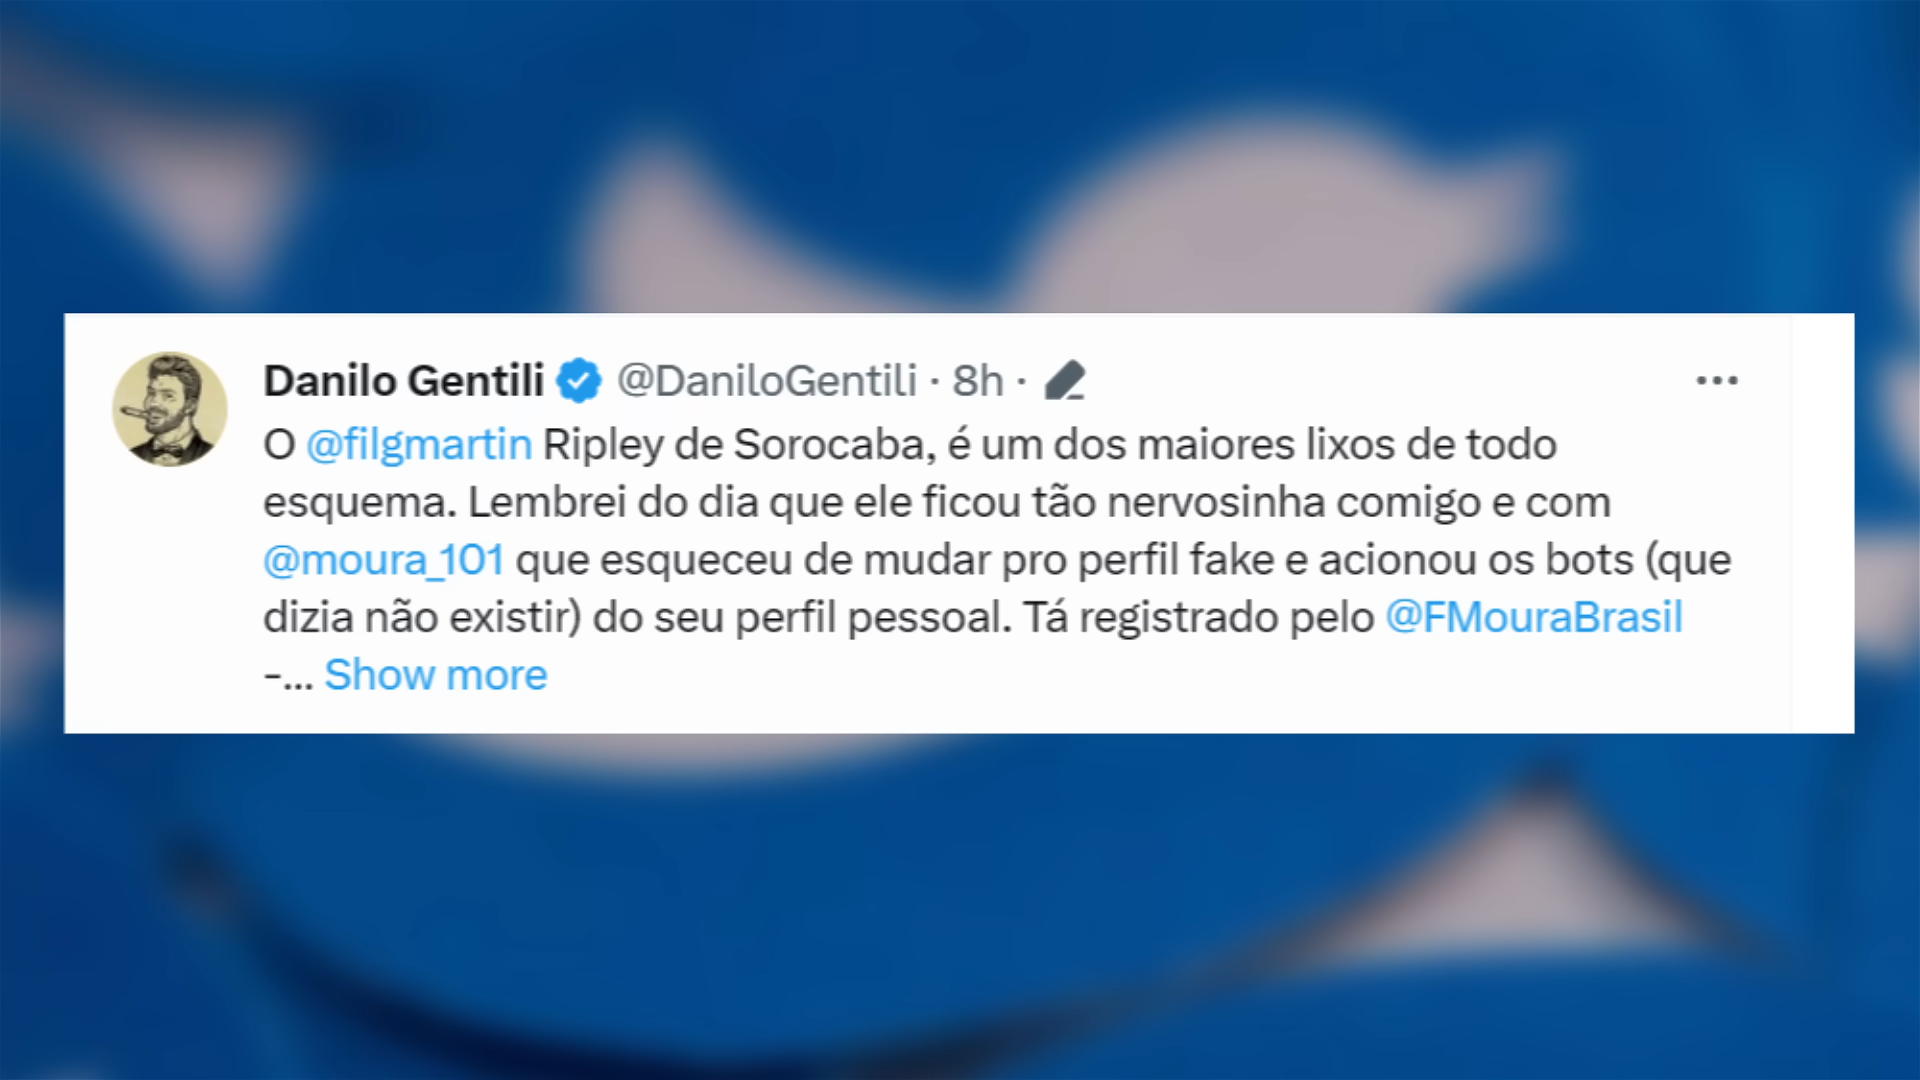 Danilo Gentili @DaniloGentili · 8h ·
O @filgmartin Ripley de Sorocaba, é um dos maiores lixos de todo
esquema. Lembrei do dia que ele ficou tão nervosinha comigo e com
@moura_101 que esqueceu de mudar pro perfil fake e acionou os bots (que
dizia não existir) do seu perfil pessoal. Tá registrado pelo @FMouraBrasil
-... Show more